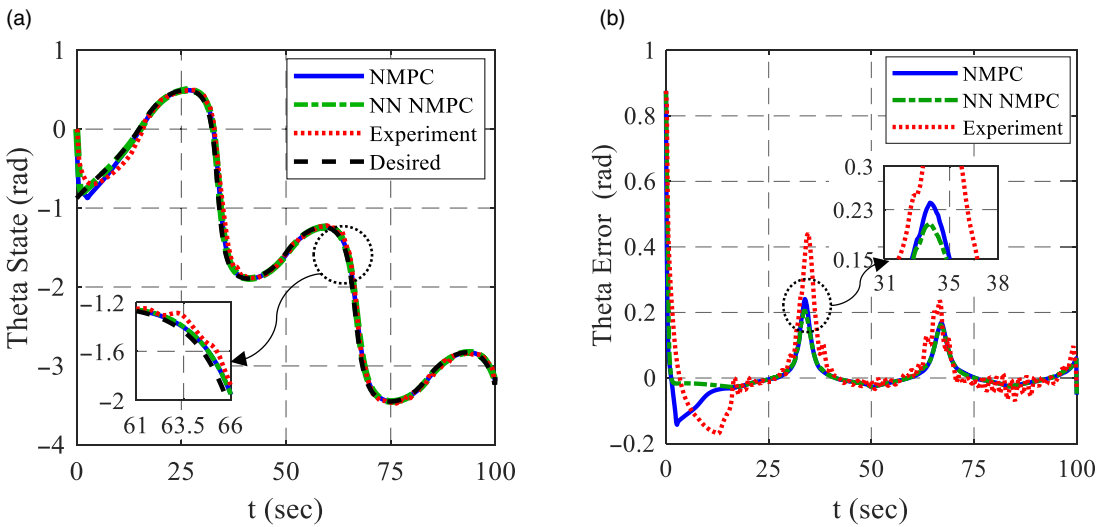 (a)
1
0
−1
−2
−3
−4
Theta State (rad)
NMPC
NN NMPC
Experiment
Desired
−1.2
−1.6
−2
61 63.5 66
0 25 50 75 100
t (sec)
(b)
1
0.8
0.6
0.4
0.2
0
−0.2
Theta Error (rad)
NMPC
NN NMPC
Experiment
0.3
0.23
0.15
31 35 38
0 25 50 75 100
t (sec)